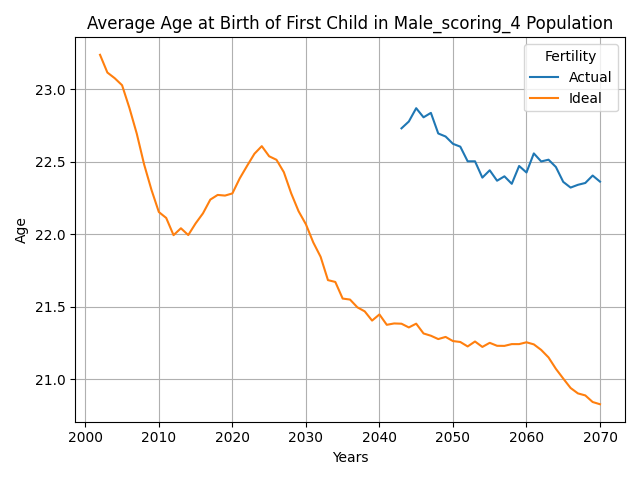 Average Age at Birth of First Child in Male_scoring_4 Population
Fertility
Actual
Ideal
23.0
22.5
22.0
21.5
21.0
Age
2000 2010 2020 2030 2040 2050 2060 2070
Years